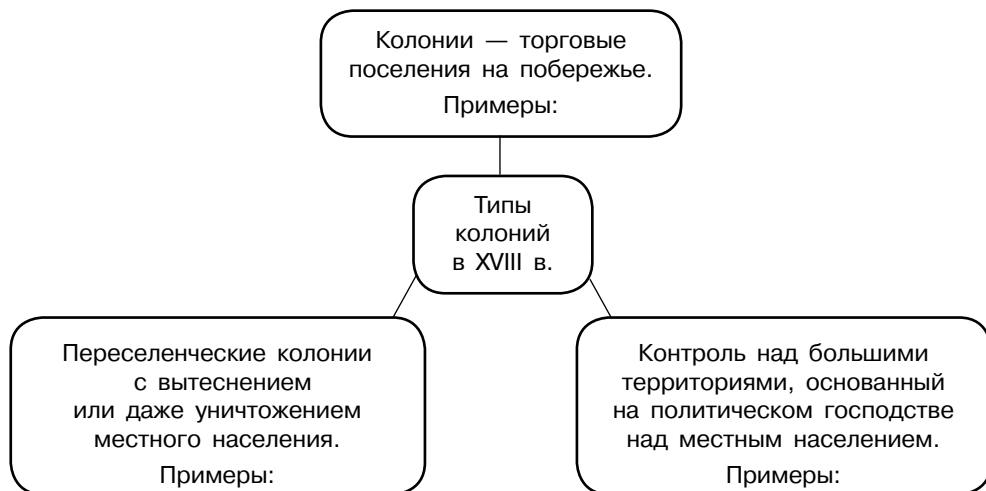 Колонии — торговые
поселения на побережье.
Примеры:
Типы
колоний
в XVIII в.
Переселенческие колонии
с вытеснением
или даже уничтожением
местного населения.
Примеры:
Контроль над большими
территориями, основанный
на политическом господстве
над местным населением.
Примеры: